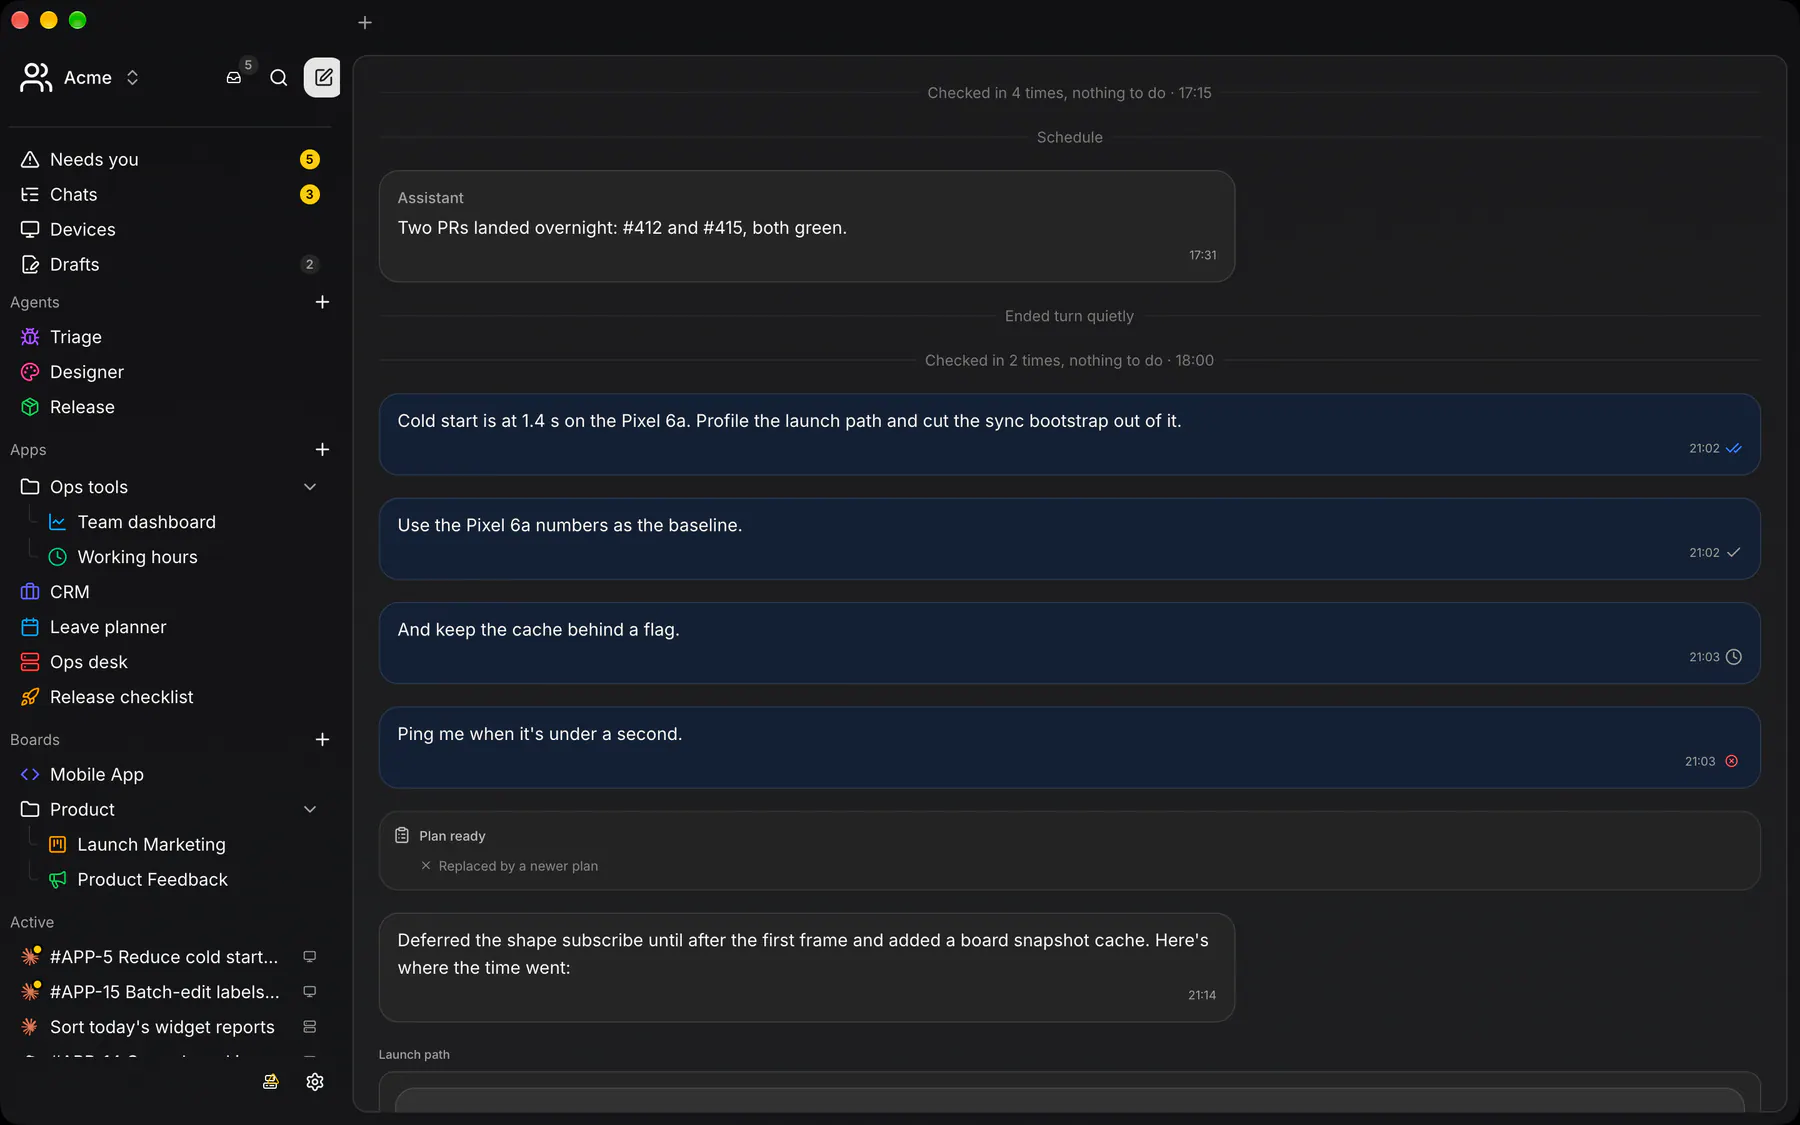 Acme
5
Needs you
5
Chats
3
Devices
Drafts
2
Agents
Triage
Designer
Release
Apps
Ops tools
Team dashboard
Working hours
CRM
Leave planner
Ops desk
Release checklist
Boards
Mobile App
Product
Launch Marketing
Product Feedback
Active
#APP-5 Reduce cold start...
#APP-15 Batch-edit labels...
Sort today's widget reports
Checked in 4 times, nothing to do · 17:15
Schedule
Assistant
Two PRs landed overnight: #412 and #415, both green.
17:31
Ended turn quietly
Checked in 2 times, nothing to do · 18:00
Cold start is at 1.4 s on the Pixel 6a. Profile the launch path and cut the sync bootstrap out of it.
21:02
Use the Pixel 6a numbers as the baseline.
21:02
And keep the cache behind a flag.
21:03
Ping me when it's under a second.
21:03
Plan ready
Replaced by a newer plan
Deferred the shape subscribe until after the first frame and added a board snapshot cache. Here's
where the time went:
21:14
Launch path